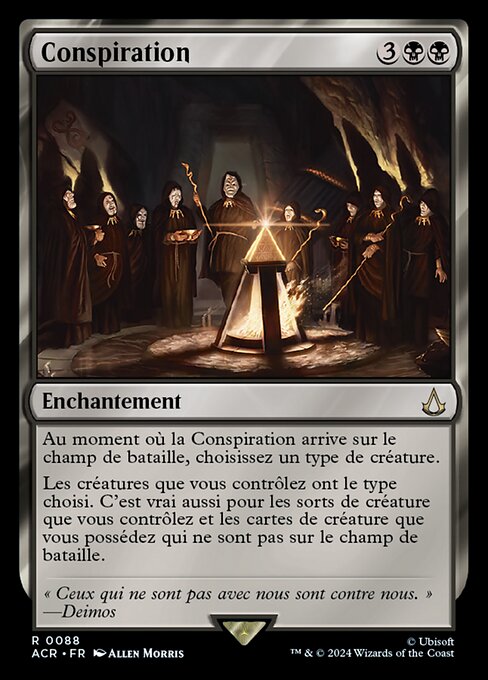 Conspiration
3
Enchantement
Au moment où la Conspiration arrive sur le
champ de bataille, choisissez un type de créature.
Les créatures que vous contrôlez ont le type
choisi. C'est vrai aussi pour les sorts de créature
que vous contrôlez et les cartes de créature que
vous possédez qui ne sont pas sur le champ de
bataille.
« Ceux qui ne sont pas avec nous sont contre nous. »
—Deimos
R 0088
ACR • FR Allen Morris
© Ubisoft
™ & © 2024 Wizards of the Coast